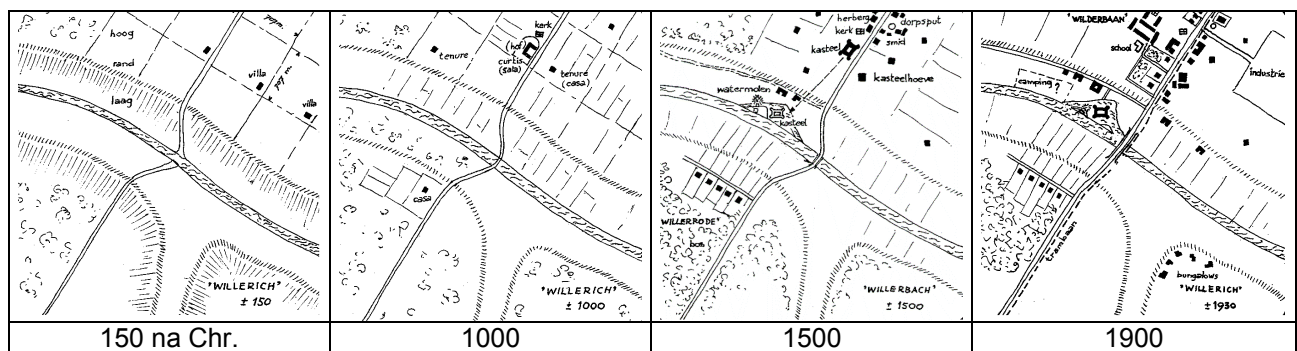 hoog
rand
laag
villa
villa
"WILLERICH"
± 150
tenure
kerk
(hof)
curtis
(sala)
tenure
(casa)
casa
"WILLERICH"
± 1000
herberg
kerk
dorpsput
smid
kasteel
kasteelhoeve
watermolen
kasteel
WILLERRODE"
bos
"WILLERBACH"
± 1500
"WILDERBAAN"
school
industrie
camping?
trambaan
bungalows
"WILLERICH"
± 1930
150 na Chr.
1000
1500
1900